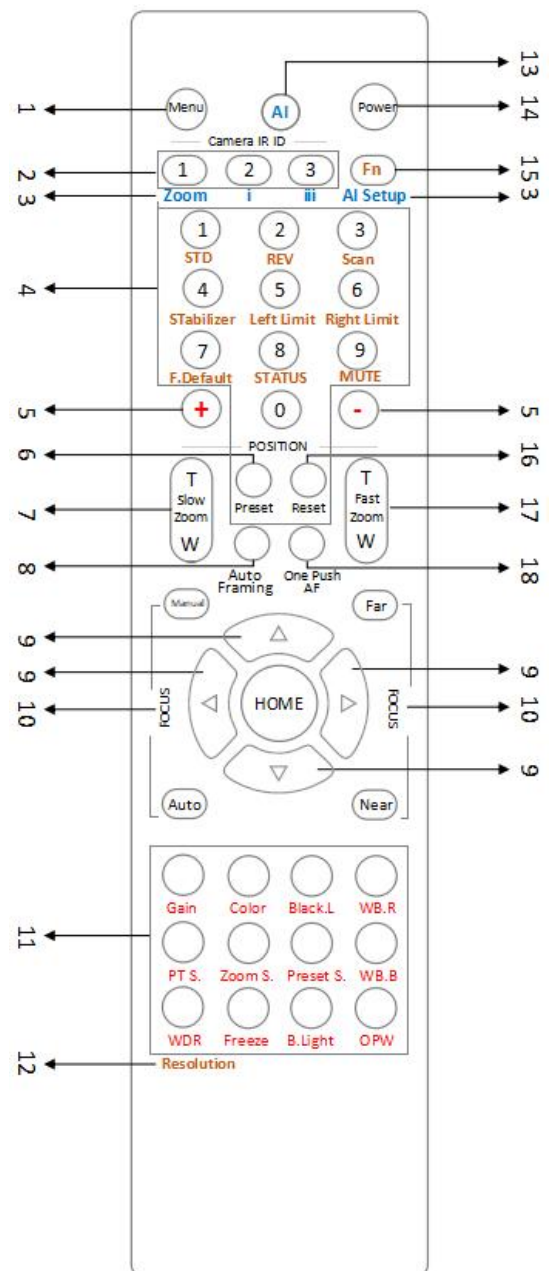 13
1 Menu AI Power 14
Camera IR ID
2 1 2 3 Fn 15
3 Zoom i iii AI Setup 3
1 2 3
STD REV Scan
4 4 5 6
STabilizer Left Limit Right Limit
7 8 9
F.Default STATUS MUTE
5 + 0 - 5
6 POSITION 16
T T
7 Slow Preset Reset Fast 17
Zoom Zoom
W W
8 Auto One Push 18
Framing AF
Manual Far
9
9 9
10 FOCUS HOME FOCUS 10
9
Auto Near
Gain Color Black.L WB.R
11 PT S. Zoom S. Preset S. WB.B
WDR Freeze B.Light OPW
12 Resolution